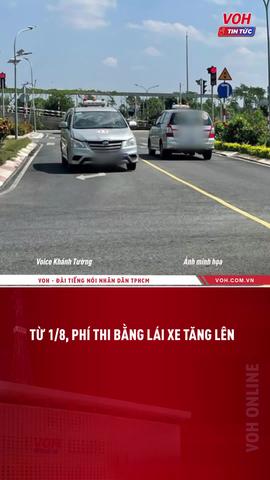 VOH
TIN TỨC
Voice Khánh Tường
Ảnh minh họa
VOH - ĐÀI TIẾNG NÓI NHÂN DÂN TPHCM
VOH.COM.VN
TỪ 1/8, PHÍ THI BẰNG LÁI XE TĂNG LÊN
VOH ONLINE
VOH